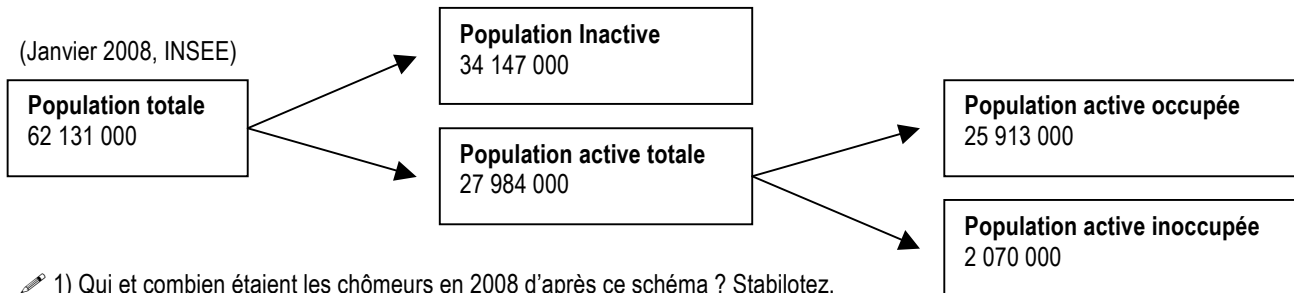 (Janvier 2008, INSEE)
Population totale
62 131 000
Population Inactive
34 147 000
Population active totale
27 984 000
Population active occupée
25 913 000
Population active inoccupée
2 070 000
✐ 1) Qui et combien étaient les chômeurs en 2008 d’après ce schéma ? Stabilotez.